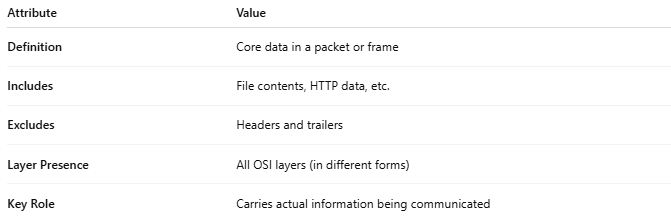 Attribute Value
Definition Core data in a packet or frame
Includes File contents, HTTP data, etc.
Excludes Headers and trailers
Layer Presence All OSI layers (in different forms)
Key Role Carries actual information being communicated